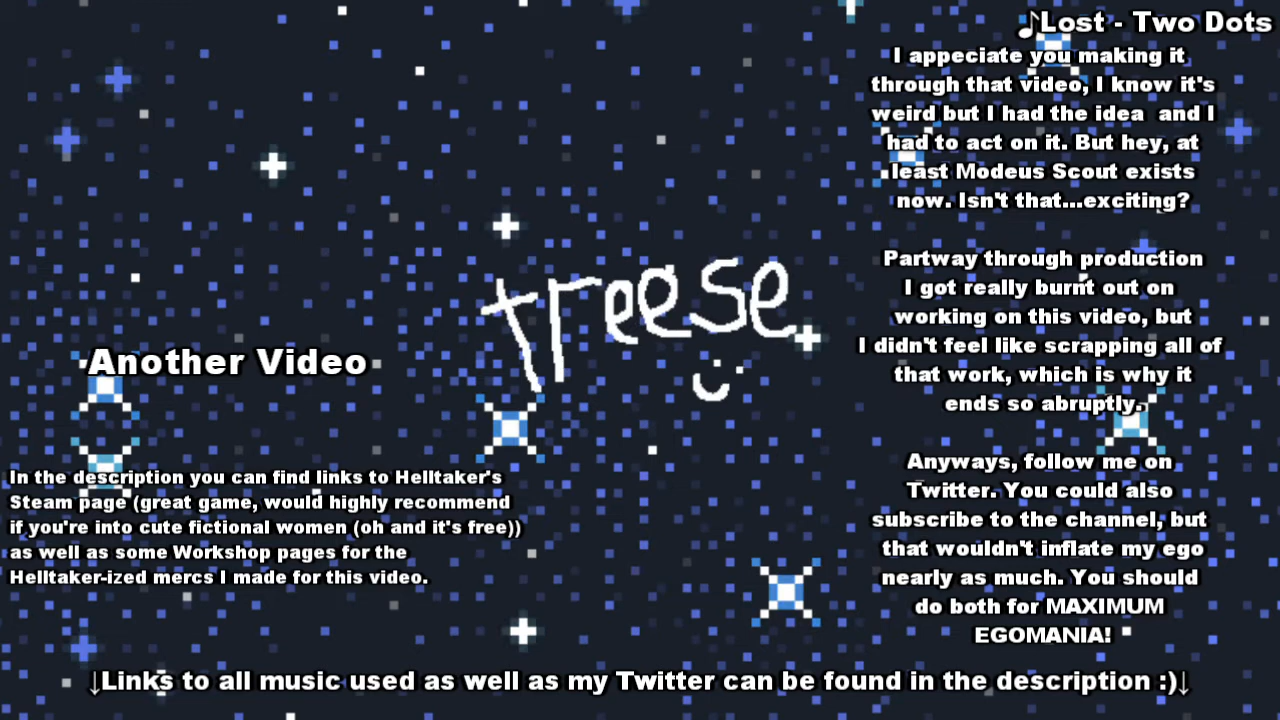 ♪Lost - Two Dots
I appeciate you making it
through that video, I know it's
weird but I had the idea  and I
had to act on it. But hey, at
least Modeus Scout exists
now. Isn't that...exciting?
Partway through production
I got really burnt out on
working on this video, but
I didn't feel like scrapping all of
that work, which is why it
ends so abruptly.
Anyways, follow me on
Twitter. You could also
subscribe to the channel, but
that wouldn't inflate my ego
nearly as much. You should
do both for MAXIMUM
EGOMANIA!
treese
Another Video
In the description you can find links to Helltaker's
Steam page (great game, would highly recommend
if you're into cute fictional women (oh and it's free))
as well as some Workshop pages for the
Helltaker-ized mercs I made for this video.
↓Links to all music used as well as my Twitter can be found in the description :)↓